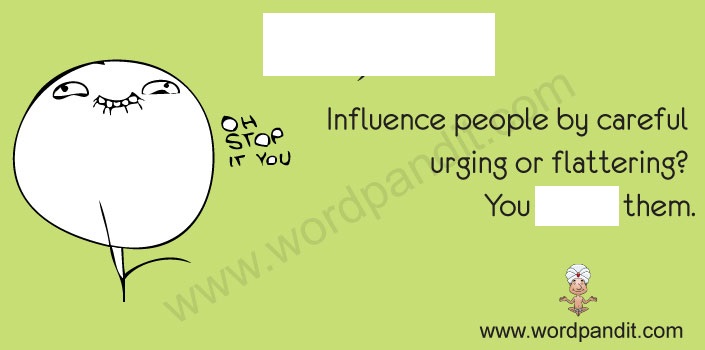 OH
STOP
IT YOU
Influence people by careful
urging or flattering?
You them.
www.wordpandit.com
www.wordpandit.com